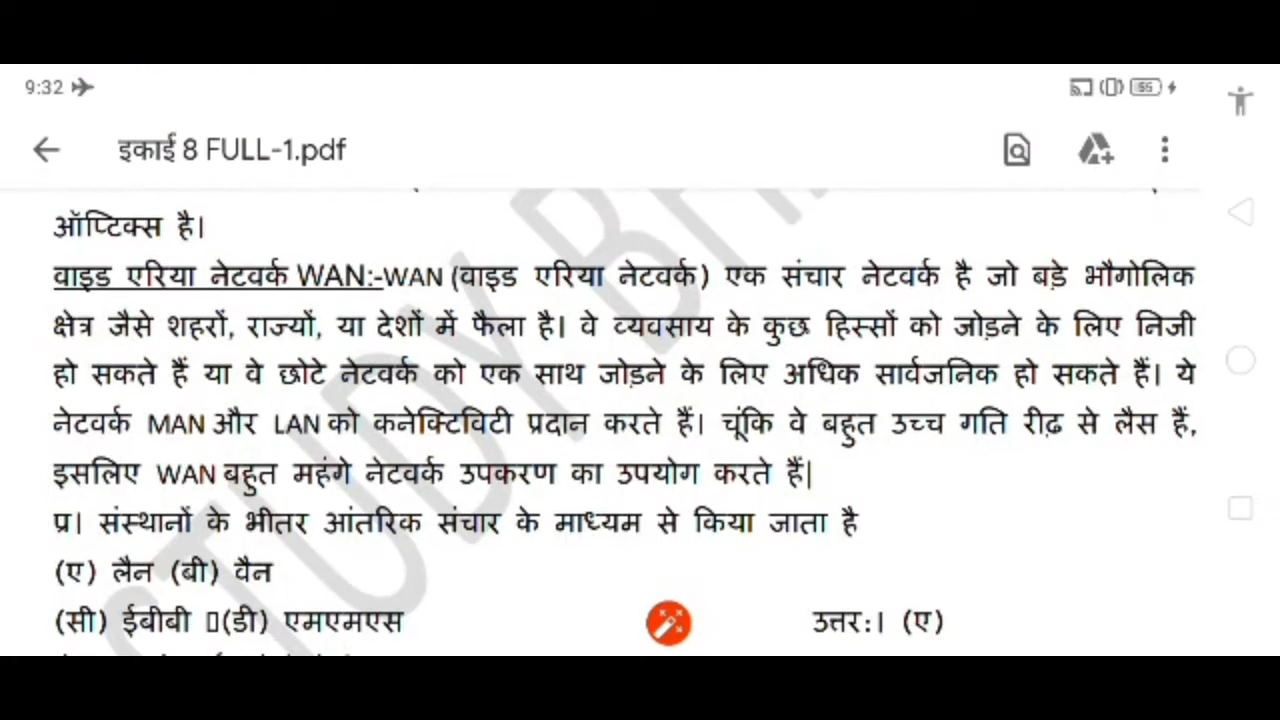 9:32
55
इकाई 8 FULL-1.pdf
ऑप्टिक्स है।
वाइड एरिया नेटवर्क WAN:-WAN (वाइड एरिया नेटवर्क) एक संचार नेटवर्क है जो बड़े भौगोलिक
क्षेत्र जैसे शहरों, राज्यों, या देशों में फैला है। वे व्यवसाय के कुछ हिस्सों को जोड़ने के लिए निजी
हो सकते हैं या वे छोटे नेटवर्क को एक साथ जोड़ने के लिए अधिक सार्वजनिक हो सकते हैं। ये
नेटवर्क MAN और LAN को कनेक्टिविटी प्रदान करते हैं। चूंकि वे बहुत उच्च गति रीढ़ से लैस हैं,
इसलिए WAN बहुत महंगे नेटवर्क उपकरण का उपयोग करते हैं|
प्र। संस्थानों के भीतर आंतरिक संचार के माध्यम से किया जाता है
(ए) लैन (बी) वैन
(सी) ईबीबी (डी) एमएमएस उत्तर:। (ए)
STUDY